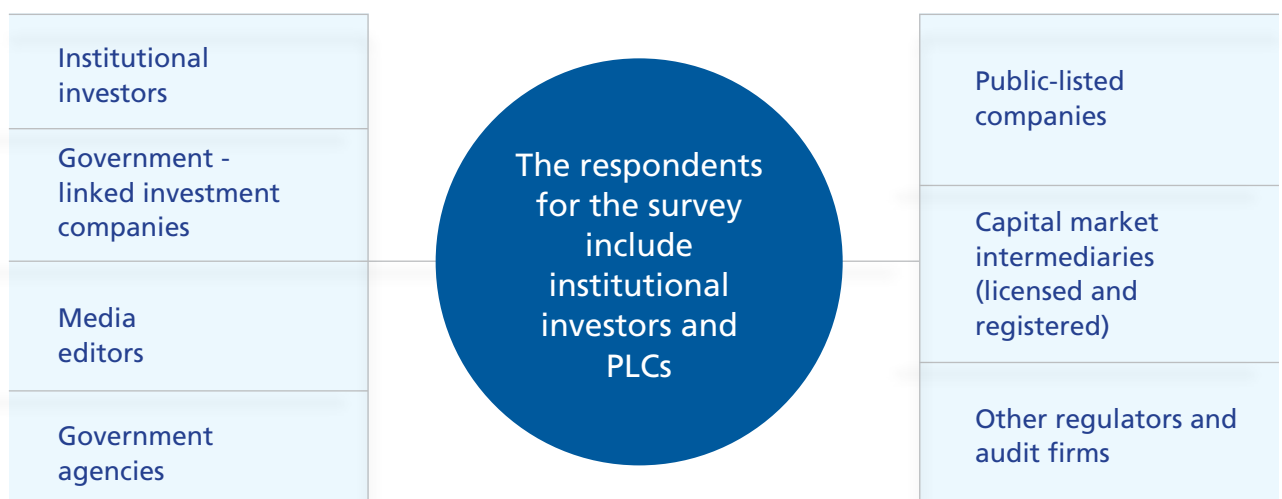 Institutional
investors
Government -
linked investment
companies
Media
editors
Government
agencies
The respondents
for the survey
include
institutional
investors and
PLCs
Public-listed
companies
Capital market
intermediaries
(licensed and
registered)
Other regulators and
audit firms